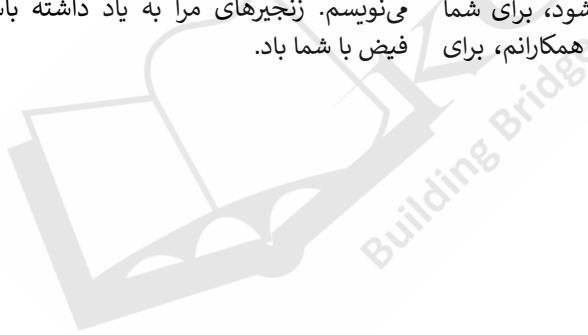 شود، برای شما
همکارانم، برای
می‌نویسم. زنجیرهای مرا به یاد داشته
فیض با شما باد.
Building